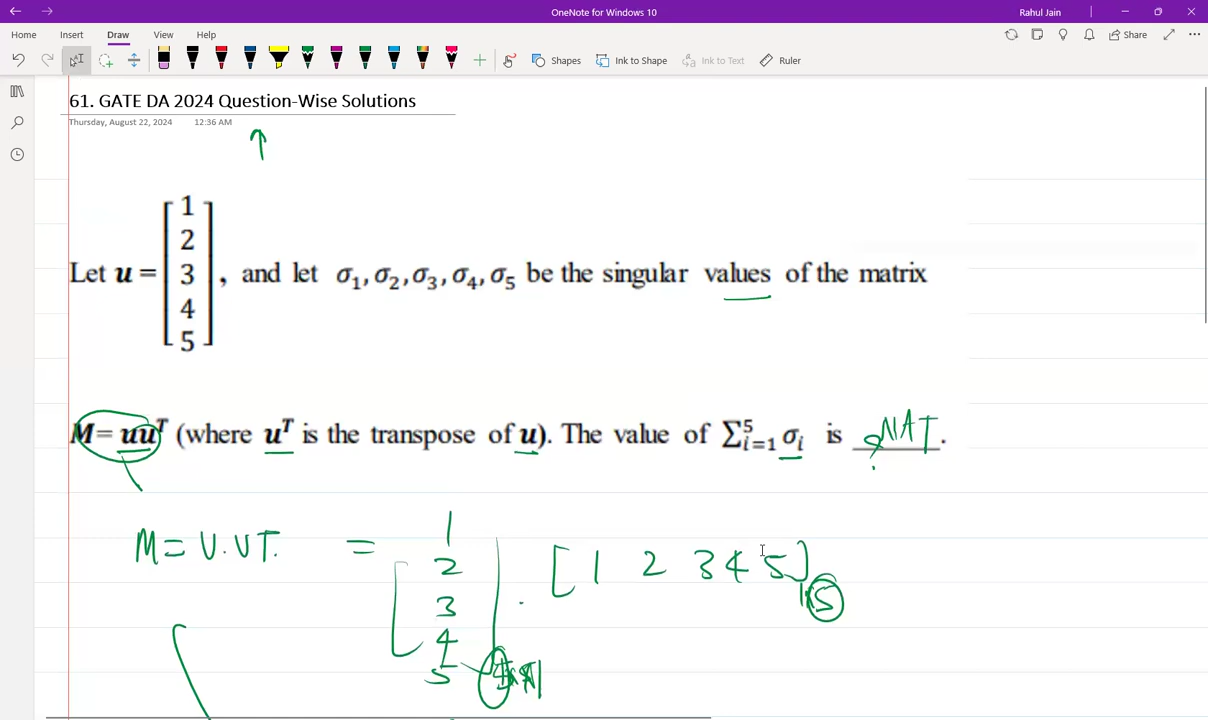 OneNote for Windows 10
Rahul Jain
Home Insert Draw View Help
Share
Shapes Ink to Shape Ink to Text Ruler
61. GATE DA 2024 Question-Wise Solutions
Thursday, August 22, 2024 12:36 AM
Let u = [1 2 3 4 5], and let σ₁, σ₂, σ₃, σ₄, σ₅ be the singular values of the matrix
M= uuᵀ (where uᵀ is the transpose of u). The value of ∑⁵ᵢ₌₁ σᵢ is NAT.
M = U.UT. = [1 2 3 4 5] . [1 2 3 4 5] 1x5